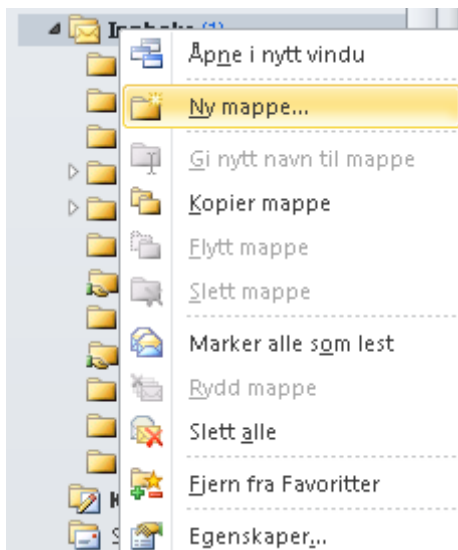 (1)
Åpne i nytt vindu
Ny mappe...
Gi nytt navn til mappe
Kopier mappe
Flytt mappe
Slett mappe
Marker alle som lest
Rydd mappe
Slett alle
Fjern fra Favoritter
Egenskaper...